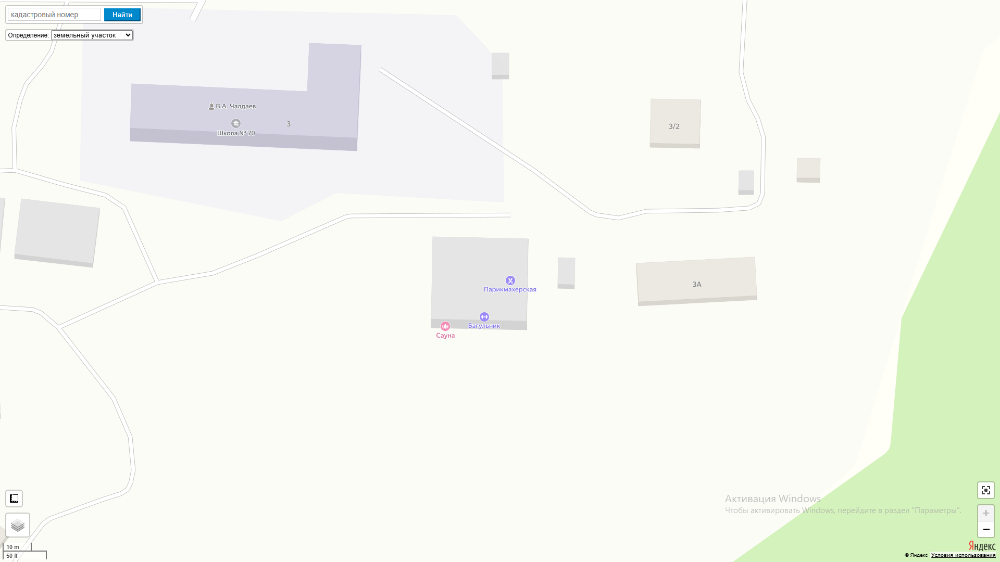 кадастровый номер
Найти
Определение: земельный участок
В.А. Чалдаев
3
Школа № 70
3/2
3А
Парикмахерская
Багульник
Сауна
Активация Windows
Чтобы активировать Windows, перейдите в раздел "Параметры".
+
−
10 m
50 ft
Яндекс
© Яндекс Условия использования